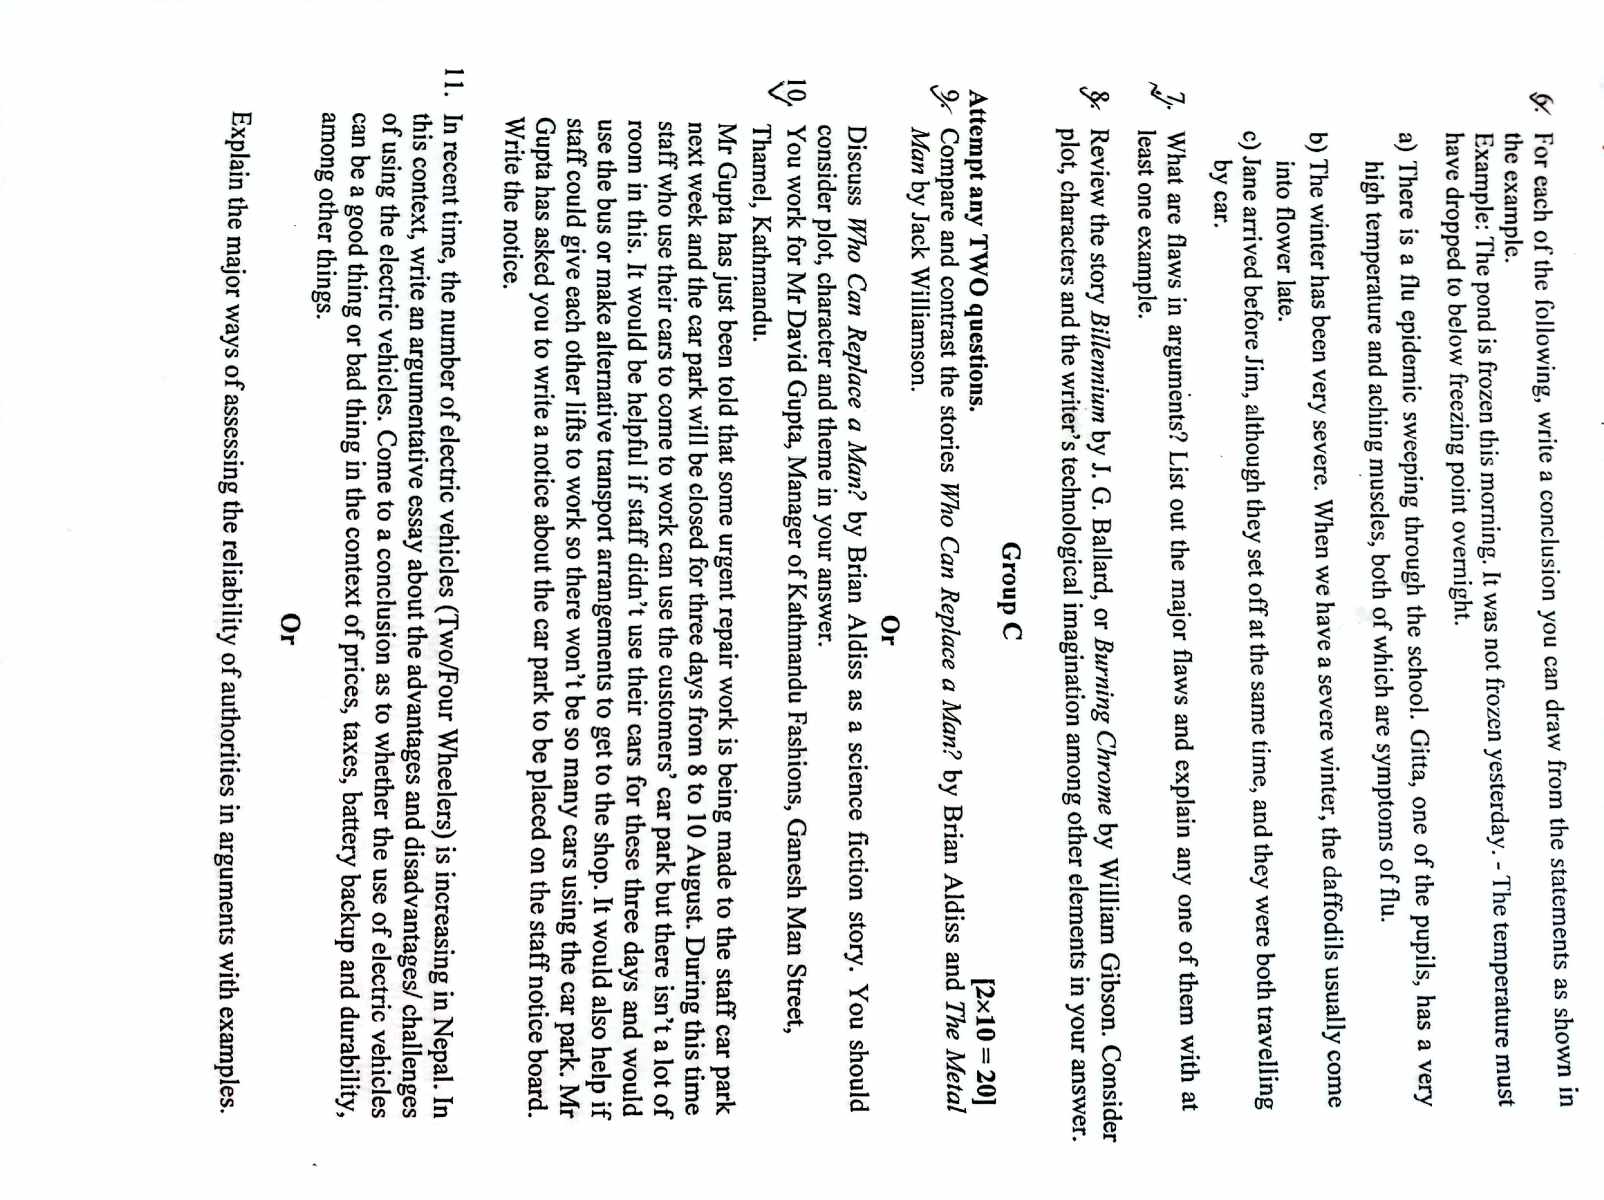 6. For each of the following, write a conclusion you can draw from the statements as shown in
the example.
Example: The pond is frozen this morning. It was not frozen yesterday. - The temperature must
have dropped to below freezing point overnight.
a) There is a flu epidemic sweeping through the school. Gitta, one of the pupils, has a very
high temperature and aching muscles, both of which are symptoms of flu.
b) The winter has been very severe. When we have a severe winter, the daffodils usually come
into flower late.
c) Jane arrived before Jim, although they set off at the same time, and they were both travelling
by car.
7. What are flaws in arguments? List out the major flaws and explain any one of them with at
least one example.
8. Review the story Billennium by J. G. Ballard, or Burning Chrome by William Gibson. Consider
plot, characters and the writer's technological imagination among other elements in your answer.
Group C
Attempt any TWO questions. [2×10 = 20]
9. Compare and contrast the stories Who Can Replace a Man? by Brian Aldiss and The Metal
Man by Jack Williamson.
Or
Discuss Who Can Replace a Man? by Brian Aldiss as a science fiction story. You should
consider plot, character and theme in your answer.
10. You work for Mr David Gupta, Manager of Kathmandu Fashions, Ganesh Man Street,
Thamel, Kathmandu.
Mr Gupta has just been told that some urgent repair work is being made to the staff car park
next week and the car park will be closed for three days from 8 to 10 August. During this time
staff who use their cars to come to work can use the customers' car park but there isn't a lot of
room in this. It would be helpful if staff didn't use their cars for these three days and would
use the bus or make alternative transport arrangements to get to the shop. It would also help if
staff could give each other lifts to work so there won't be so many cars using the car park. Mr
Gupta has asked you to write a notice about the car park to be placed on the staff notice board.
Write the notice.
11. In recent time, the number of electric vehicles (Two/Four Wheelers) is increasing in Nepal. In
this context, write an argumentative essay about the advantages and disadvantages/ challenges
of using the electric vehicles. Come to a conclusion as to whether the use of electric vehicles
can be a good thing or bad thing in the context of prices, taxes, battery backup and durability,
among other things.
Or
Explain the major ways of assessing the reliability of authorities in arguments with examples.